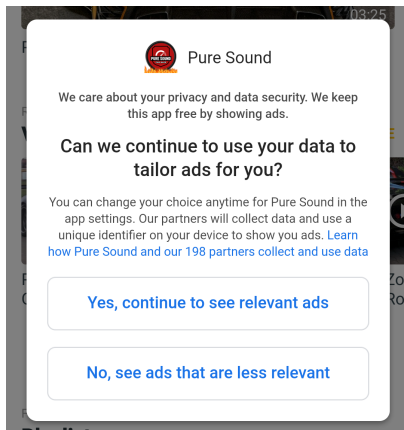 03:25
Pure Sound
We care about your privacy and data security. We keep
this app free by showing ads.
Can we continue to use your data to
tailor ads for you?
You can change your choice anytime for Pure Sound in the
app settings. Our partners will collect data and use a
unique identifier on your device to show you ads. Learn
how Pure Sound and our 198 partners collect and use data
Yes, continue to see relevant ads
No, see ads that are less relevant